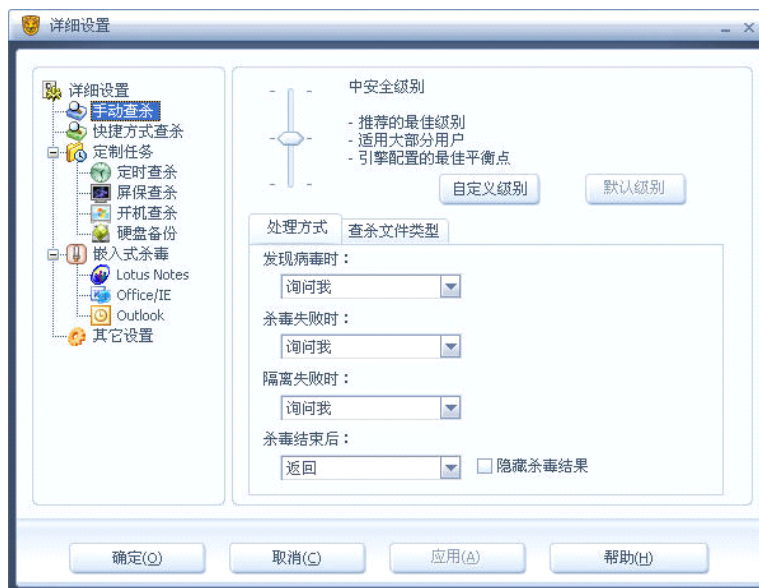 详细设置
详细设置
手动查杀
快捷方式查杀
定制任务
定时查杀
屏保查杀
开机查杀
硬盘备份
嵌入式杀毒
Lotus Notes
Office/IE
Outlook
其它设置
中安全级别
- 推荐的最佳级别
- 适用大部分用户
- 引擎配置的最佳平衡点
自定义级别 默认级别
处理方式 查杀文件类型
发现病毒时：
询问我
杀毒失败时：
询问我
隔离失败时：
询问我
杀毒结束后：
返回 隐藏杀毒结果
确定(O) 取消(C) 应用(A) 帮助(H)